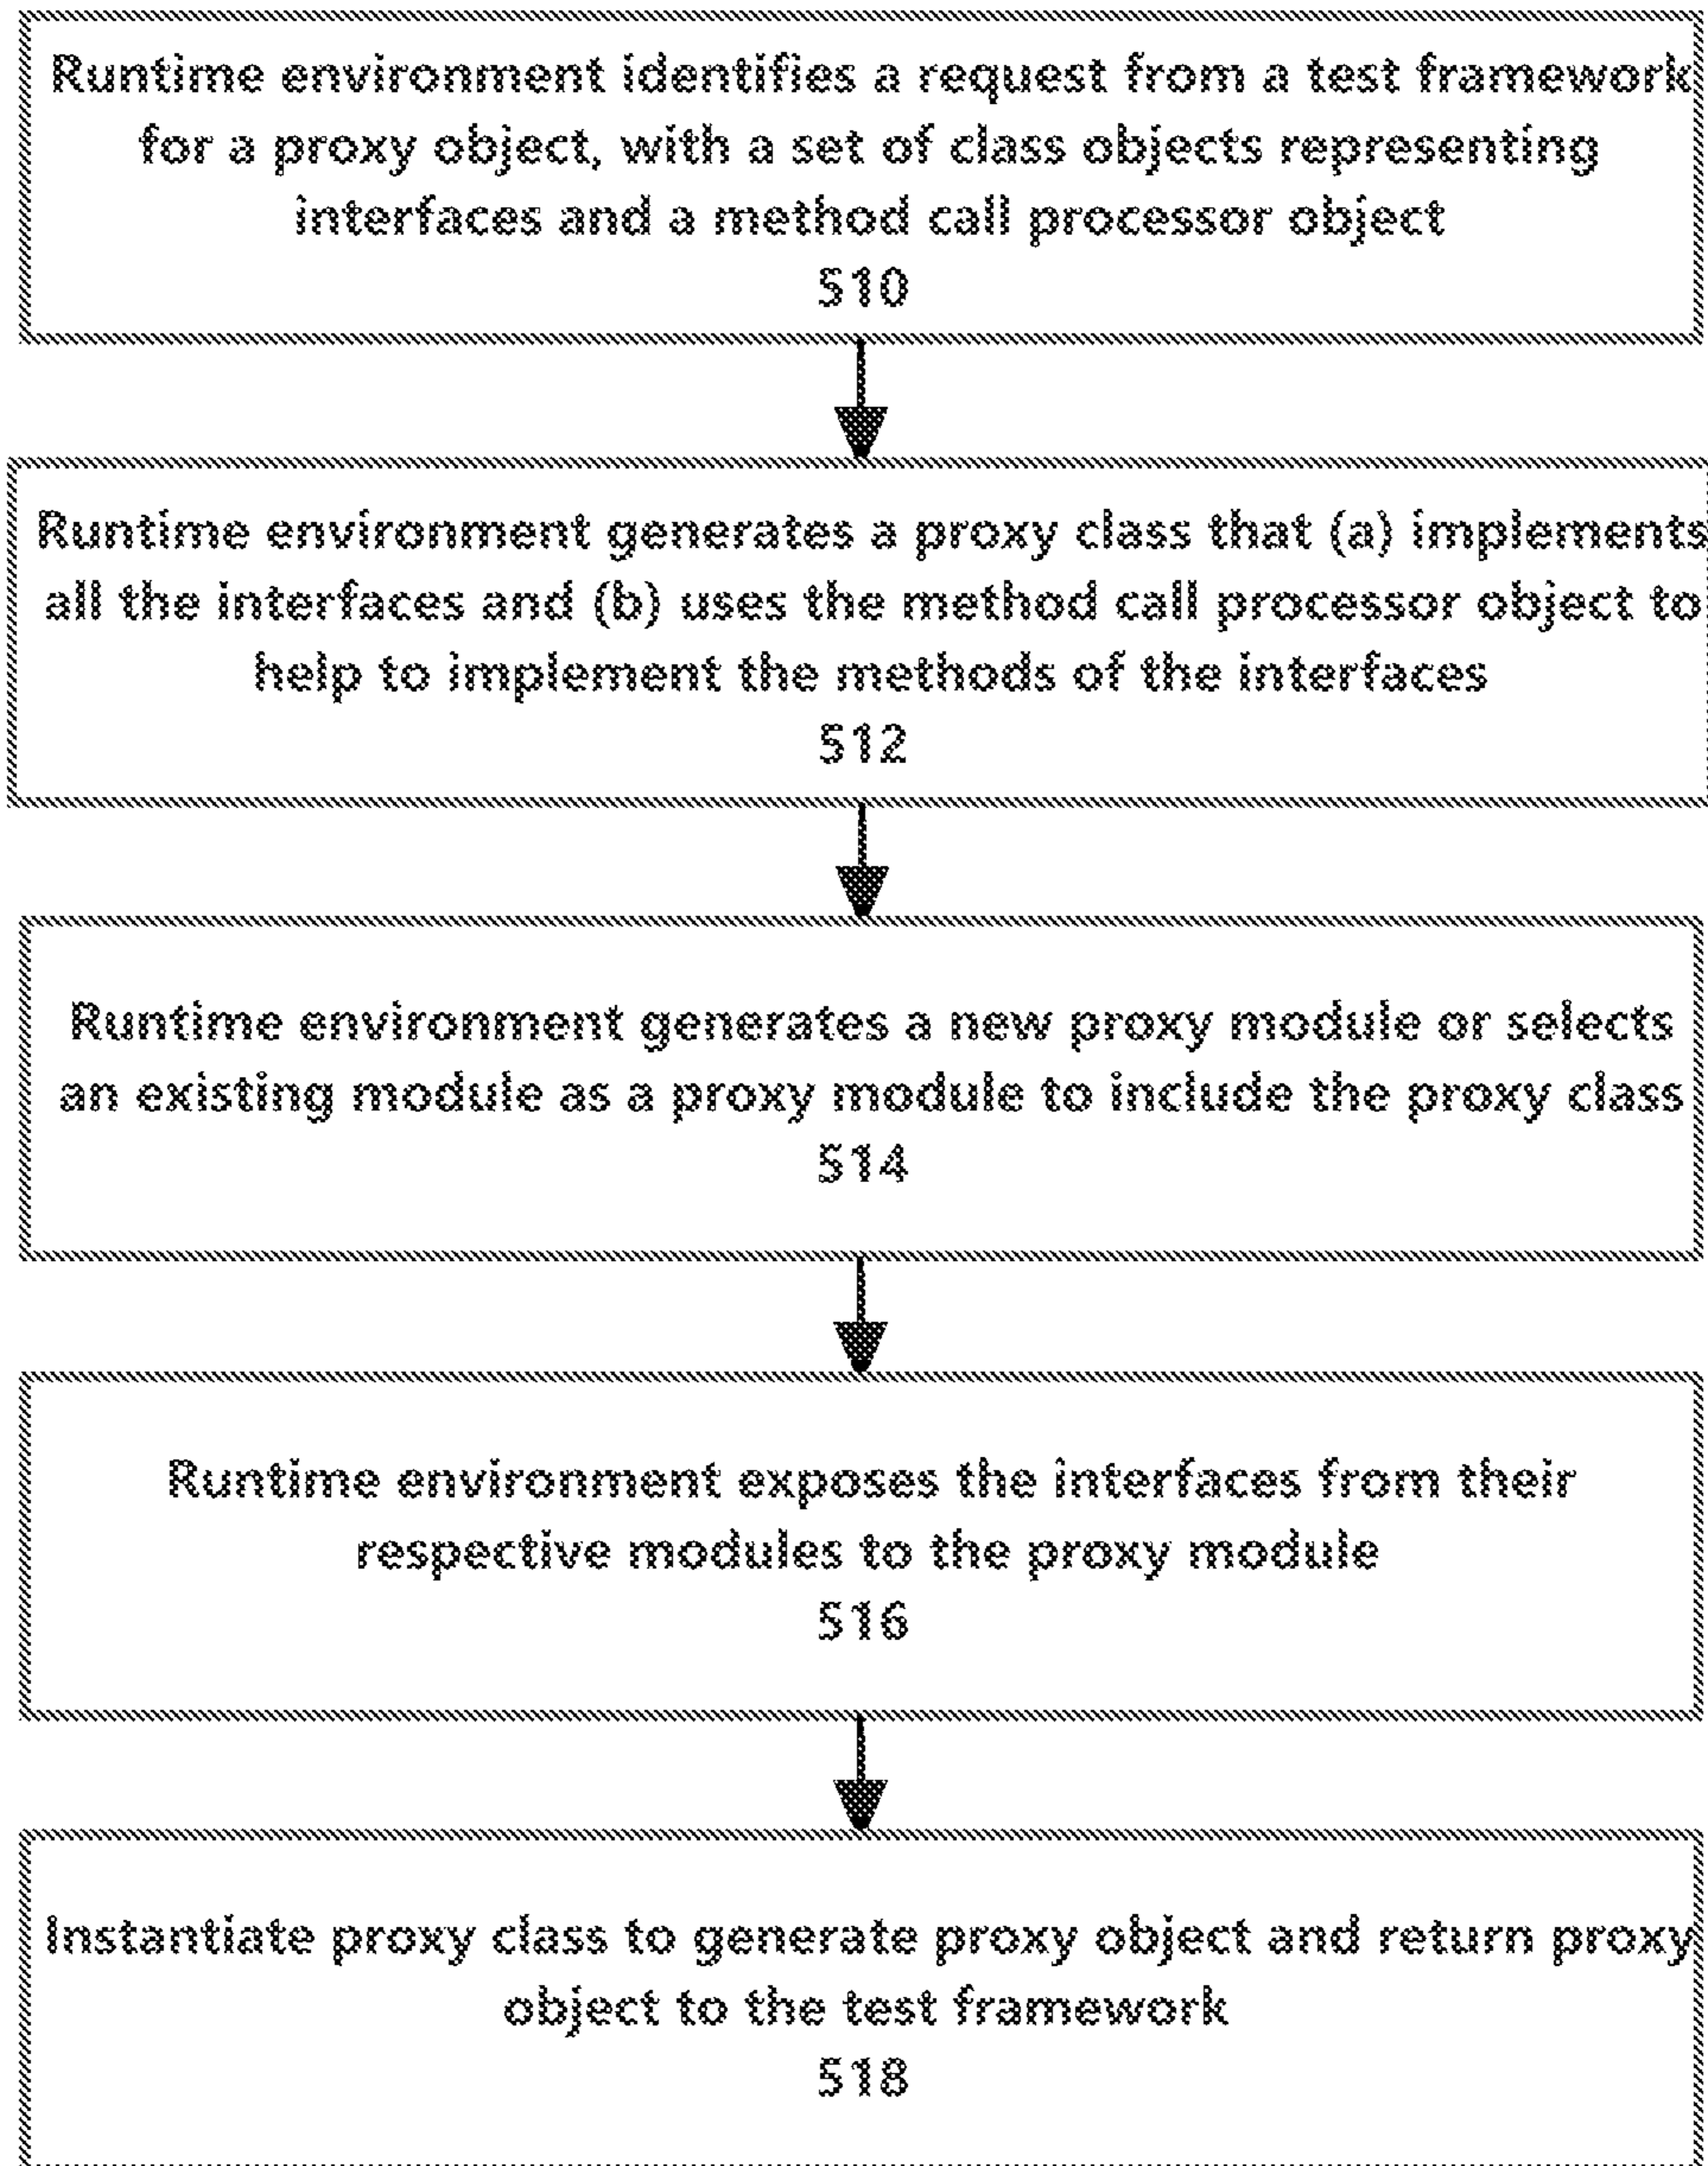 Runtime environment identifies a request from a test framework
for a proxy object, with a set of class objects representing
interfaces and a method call processor object
510
Runtime environment generates a proxy class that (a) implements
all the interfaces and (b) uses the method call processor object to
help to implement the methods of the interfaces
512
Runtime environment generates a new proxy module or selects
an existing module as a proxy module to include the proxy class
514
Runtime environment exposes the interfaces from their
respective modules to the proxy module
516
Instantiate proxy class to generate proxy object and return proxy
object to the test framework
518